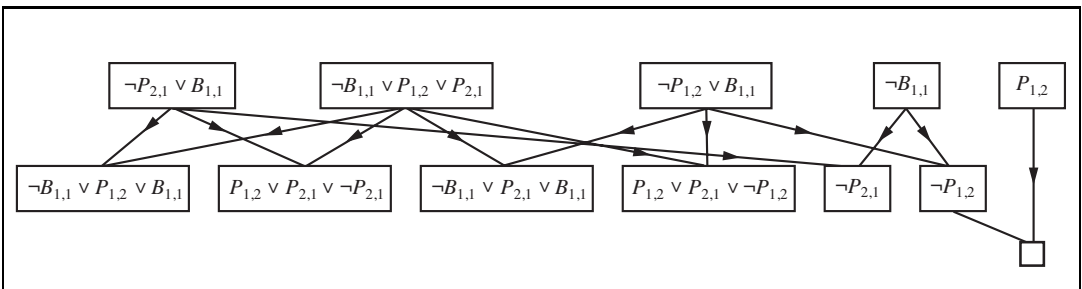 ¬P2,1 ∨ B1,1   ¬B1,1 ∨ P1,2 ∨ P2,1   ¬P1,2 ∨ B1,1   ¬B1,1   P1,2
¬B1,1 ∨ P1,2 ∨ B1,1   P1,2 ∨ P2,1 ∨ ¬P2,1   ¬B1,1 ∨ P2,1 ∨ B1,1   P1,2 ∨ P2,1 ∨ ¬P1,2   ¬P2,1   ¬P1,2